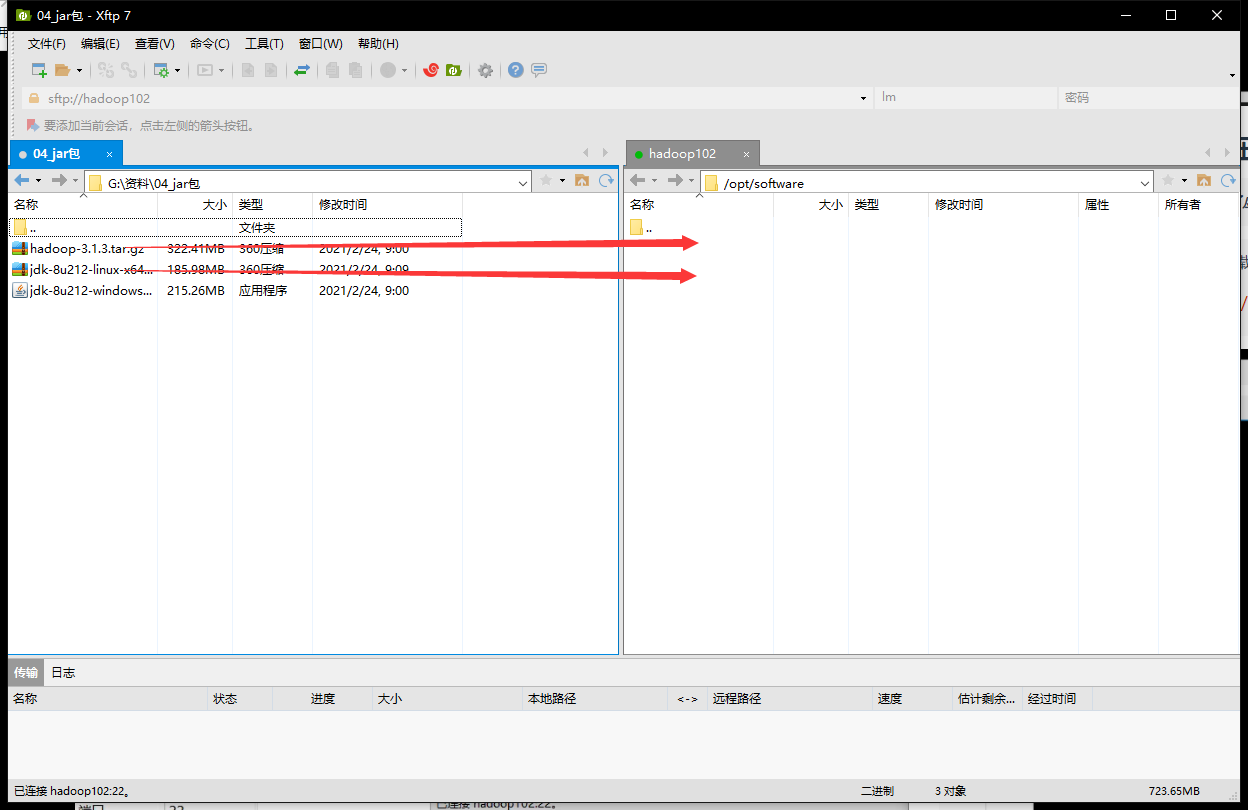 04_jar包 - Xftp 7
文件(F) 编辑(E) 查看(V) 命令(C) 工具(T) 窗口(W) 帮助(H)
sftp://hadoop102 lm 密码
要添加当前会话，点击左侧的箭头按钮。
04_jar包 × hadoop102 ×
G:\资料\04_jar包 /opt/software
名称 大小 类型 修改时间 名称 大小 类型 修改时间 属性 所有者
.. 文件夹 ..
hadoop-3.1.3.tar.gz 322.41MB 360压缩 2021/2/24, 9:00
jdk-8u212-linux-x64... 185.98MB 360压缩 2021/2/24, 9:09
jdk-8u212-windows... 215.26MB 应用程序 2021/2/24, 9:00
传输 日志
名称 状态 进度 大小 本地路径 <-> 远程路径 速度 估计剩余... 经过时间
已连接 hadoop102:22。 二进制 3 对象 723.65MB
端口 22 已连接 hadoop102:22。